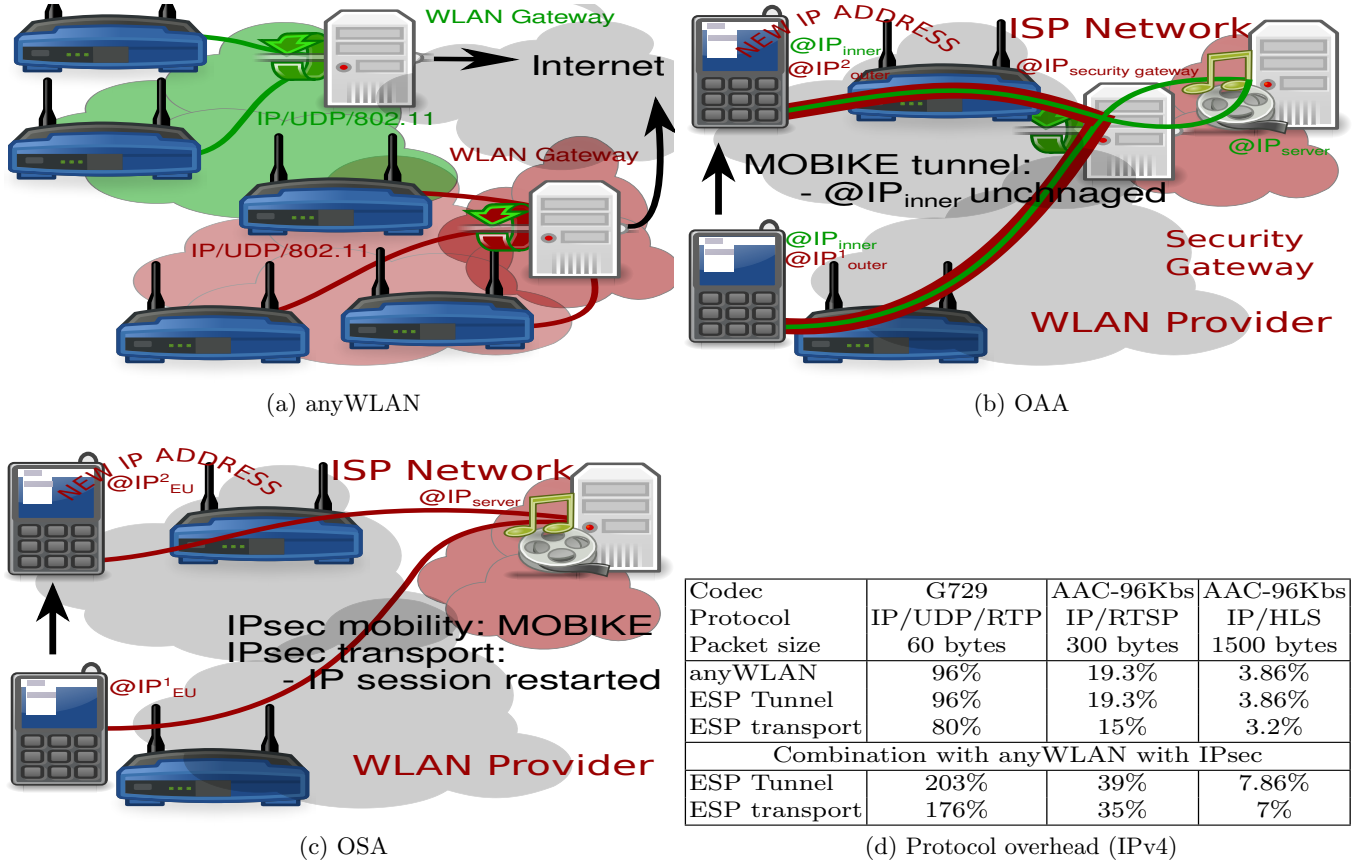 WLAN Gateway
Internet
IP/UDP/802.11
WLAN Gateway
IP/UDP/802.11
(a) anyWLAN
NEW IP ADDRESS
ISP Network
@IPinner
@IP2outer
@IPsecurity gateway
@IPserver
MOBIKE tunnel:
- @IPinner unchnaged
@IPinner
@IP1outer
Security
Gateway
WLAN Provider
(b) OAA
NEW IP ADDRESS
@IP2EU
ISP Network
@IPserver
IPsec mobility: MOBIKE
IPsec transport:
- IP session restarted
@IP1EU
WLAN Provider
(c) OSA
Codec G729 AAC-96Kbs AAC-96Kbs
Protocol IP/UDP/RTP IP/RTSP IP/HLS
Packet size 60 bytes 300 bytes 1500 bytes
anyWLAN 96% 19.3% 3.86%
ESP Tunnel 96% 19.3% 3.86%
ESP transport 80% 15% 3.2%
Combination with anyWLAN with IPsec
ESP Tunnel 203% 39% 7.86%
ESP transport 176% 35% 7%
(d) Protocol overhead (IPv4)